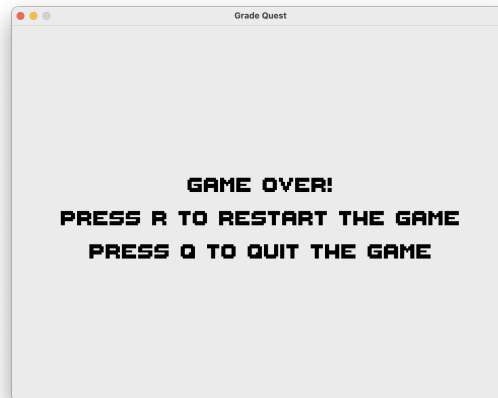 Grade Quest
GAME OVER!
PRESS R TO RESTART THE GAME
PRESS Q TO QUIT THE GAME